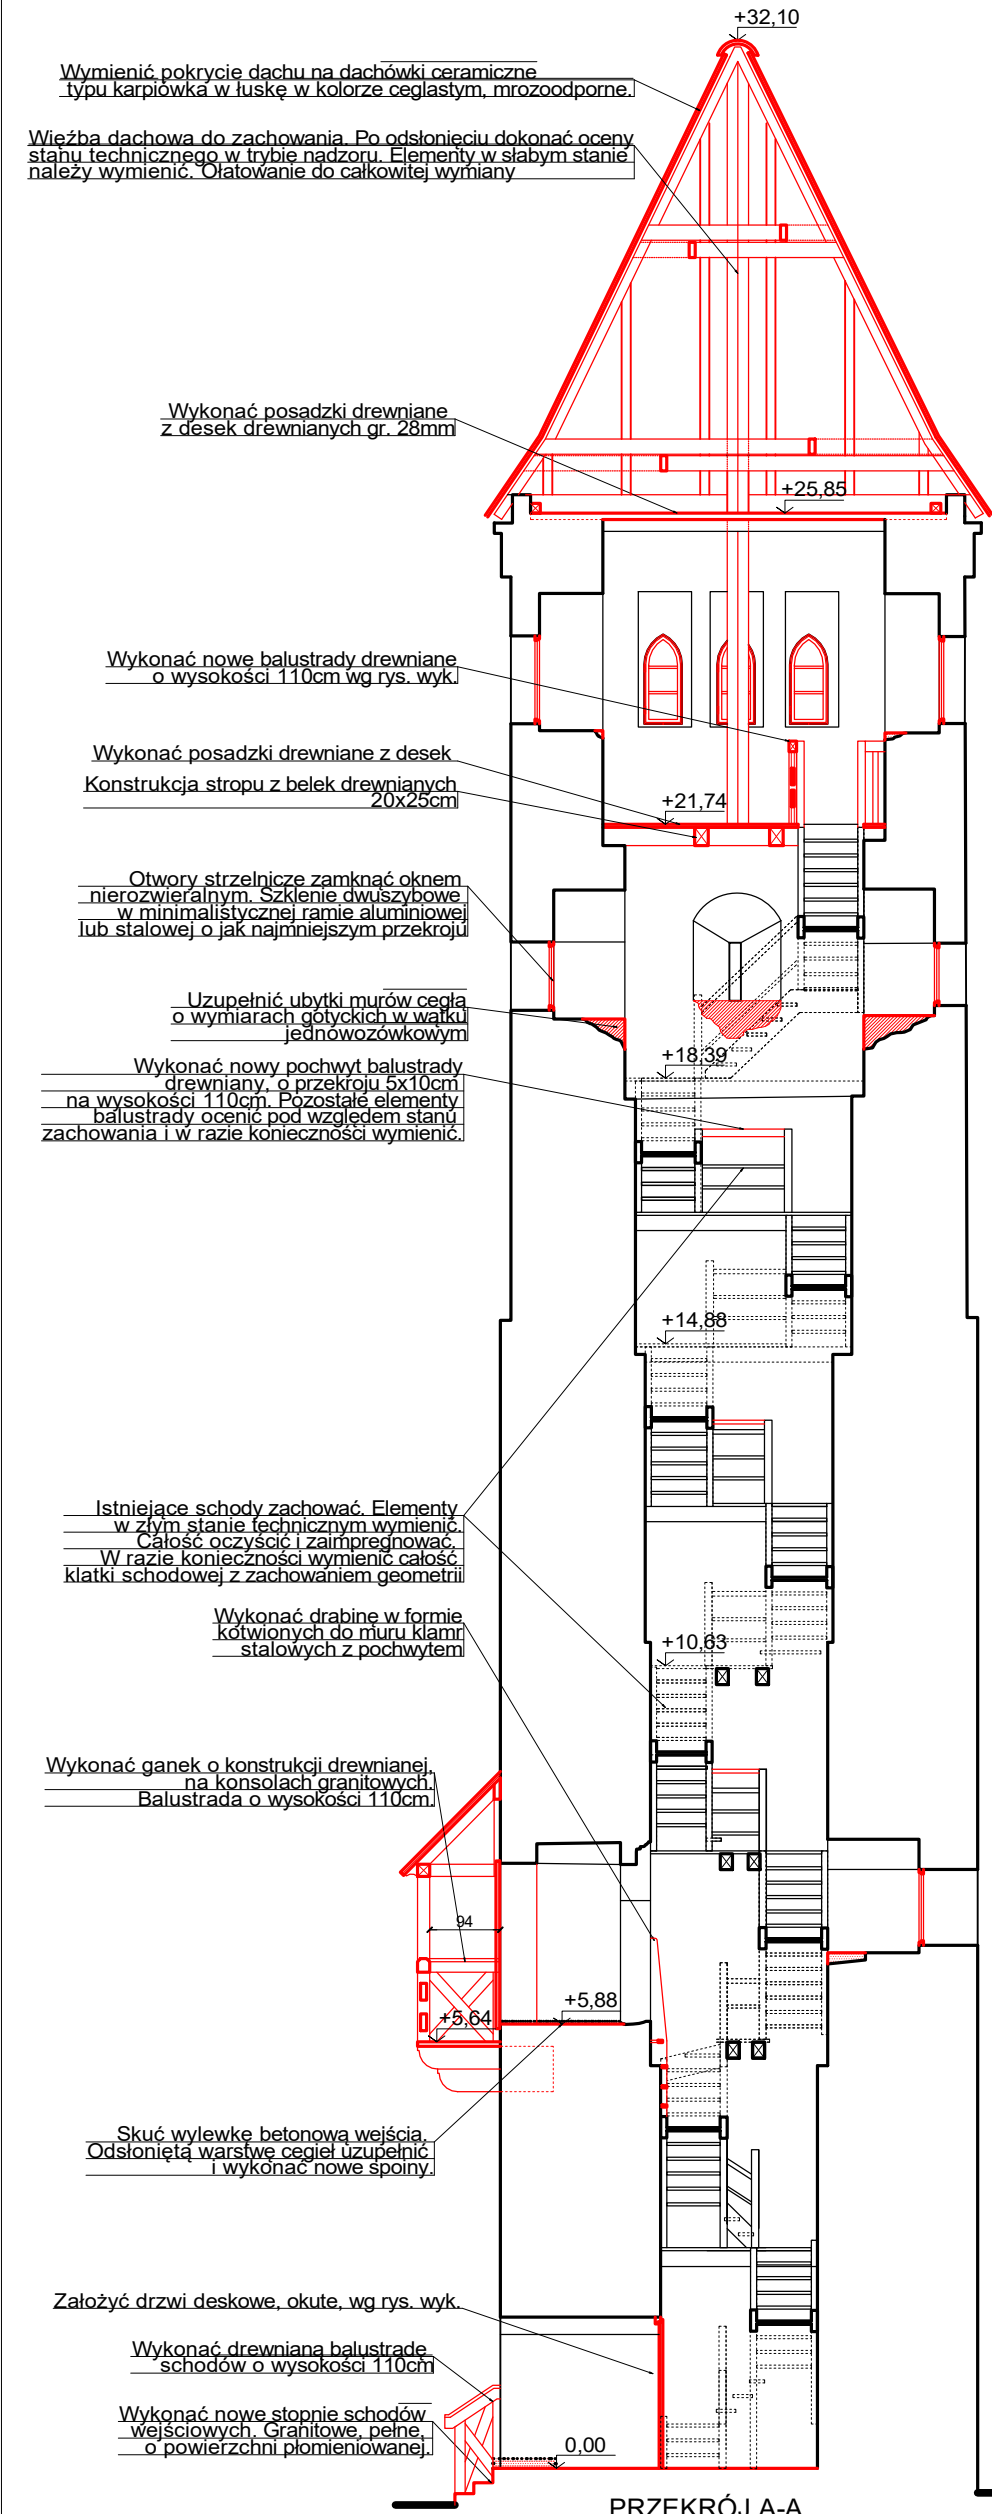 +32,10
Wymienić pokrycie dachu na dachówki ceramiczne
typu karpiówka w łuskę w kolorze ceglastym, mrozoodporne.
Więźba dachowa do zachowania. Po odsłonięciu dokonać oceny
stanu technicznego w trybie nadzoru. Elementy w słabym stanie
należy wymienić. Ołatowanie do całkowitej wymiany
Wykonać posadzki drewniane
z desek drewnianych gr. 28mm
+25,85
Wykonać nowe balustrady drewniane
o wysokości 110cm wg rys. wyk.
Wykonać posadzki drewniane z desek
Konstrukcja stropu z belek drewnianych
20x25cm
+21,74
Otwory strzelnicze zamknąć oknem
nierozwieralnym. Szklenie dwuszybowe
w minimalistycznej ramie aluminiowej
lub stalowej o jak najmniejszym przekroju
Uzupełnić ubytki murów cegłą
o wymiarach gotyckich w wątku
jednowozówkowym
+18,39
Wykonać nowy pochwyt balustrady
drewniany, o przekroju 5x10cm
na wysokości 110cm. Pozostałe elementy
balustrady ocenić pod względem stanu
zachowania i w razie konieczności wymienić.
+14,88
Istniejące schody zachować. Elementy
w złym stanie technicznym wymienić.
Całość oczyścić i zaimpregnować.
W razie konieczności wymienić całość
klatki schodowej z zachowaniem geometrii
Wykonać drabinę w formie
kotwionych do muru klamr
stalowych z pochwytem
+10,63
Wykonać ganek o konstrukcji drewnianej,
na konsolach granitowych.
Balustrada o wysokości 110cm.
94
+5,88
+5,64
Skuć wylewkę betonową wejścia.
Odsłoniętą warstwę cegieł uzupełnić
i wykonać nowe spoiny.
Założyć drzwi deskowe, okute, wg rys. wyk.
Wykonać drewnianą balustradę
schodów o wysokości 110cm
Wykonać nowe stopnie schodów
wejściowych. Granitowe, pełne,
o powierzchni płomieniowanej.
0,00
PRZEKRÓJ A-A